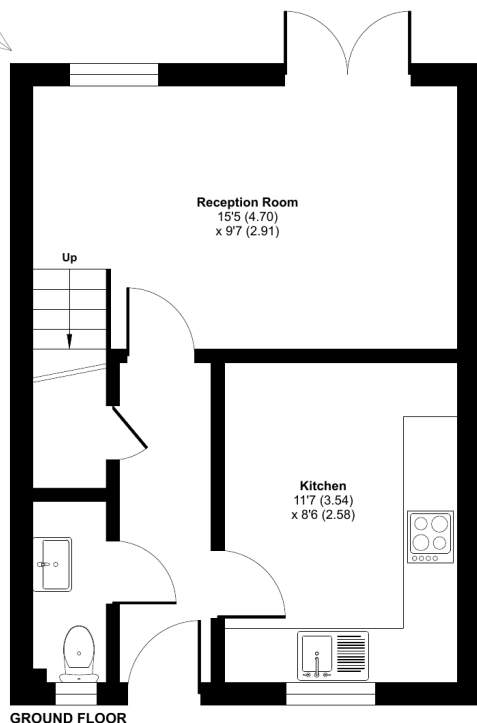 Reception Room
15'5 (4.70)
x 9'7 (2.91)
Up
Kitchen
11'7 (3.54)
x 8'6 (2.58)
GROUND FLOOR